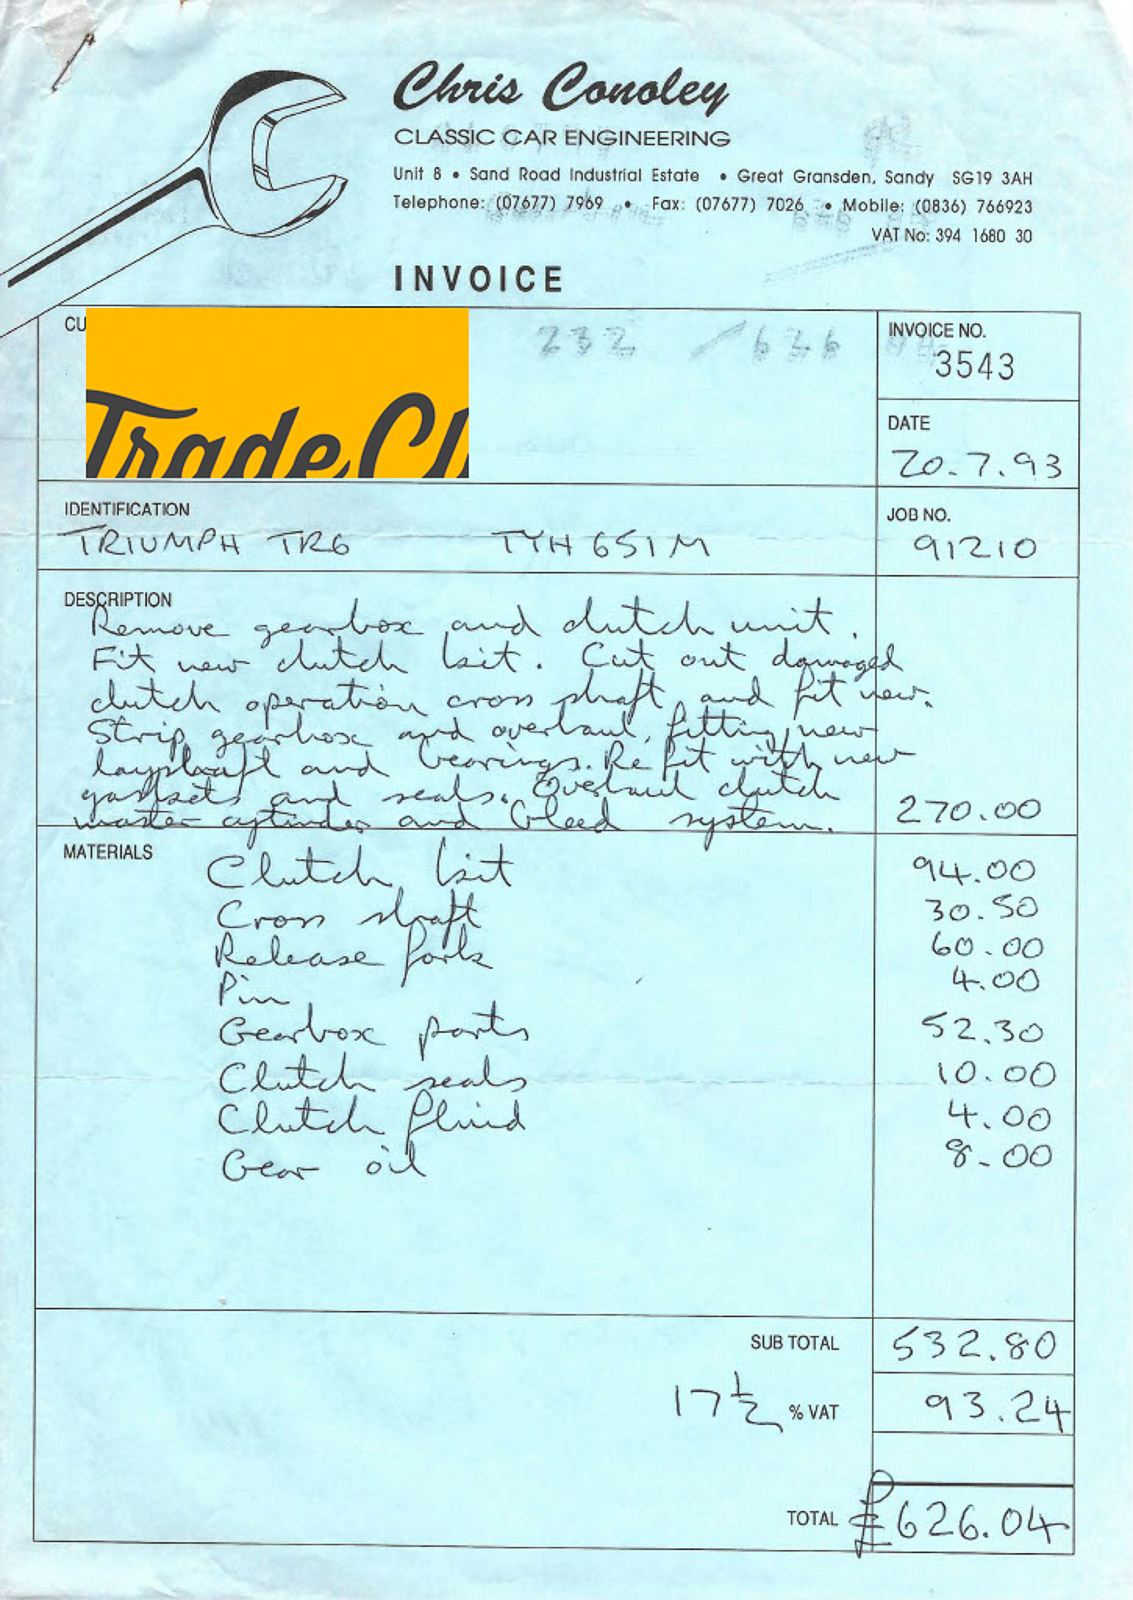 Chris Conoley
CLASSIC CAR ENGINEERING
Unit 8 • Sand Road Industrial Estate • Great Gransden, Sandy SG19 3AH
Telephone: (07677) 7969 • Fax: (07677) 7026 • Mobile: (0836) 766923
VAT No: 394 1680 30
INVOICE
CU
TradeCl
232 / 626
INVOICE NO.
3543
DATE
20.7.93
IDENTIFICATION
TRIUMPH TR6 TYH 651M
JOB NO.
91210
DESCRIPTION
Remove gearbox and clutch unit.
Fit new clutch kit. Cut out damaged
clutch operation cross shaft and fit new.
Strip gearbox and overhaul, fitting new
layshaft and bearings. Refit with new
gaskets and seals. Overhaul clutch
master cylinder and bleed system. 270.00
MATERIALS
Clutch kit 94.00
Cross shaft 30.50
Release fork 60.00
Pin 4.00
Gearbox parts 52.30
Clutch seals 10.00
Clutch fluid 4.00
Gear oil 8.00
SUB TOTAL 532.80
17 1/2 % VAT 93.24
TOTAL £626.04